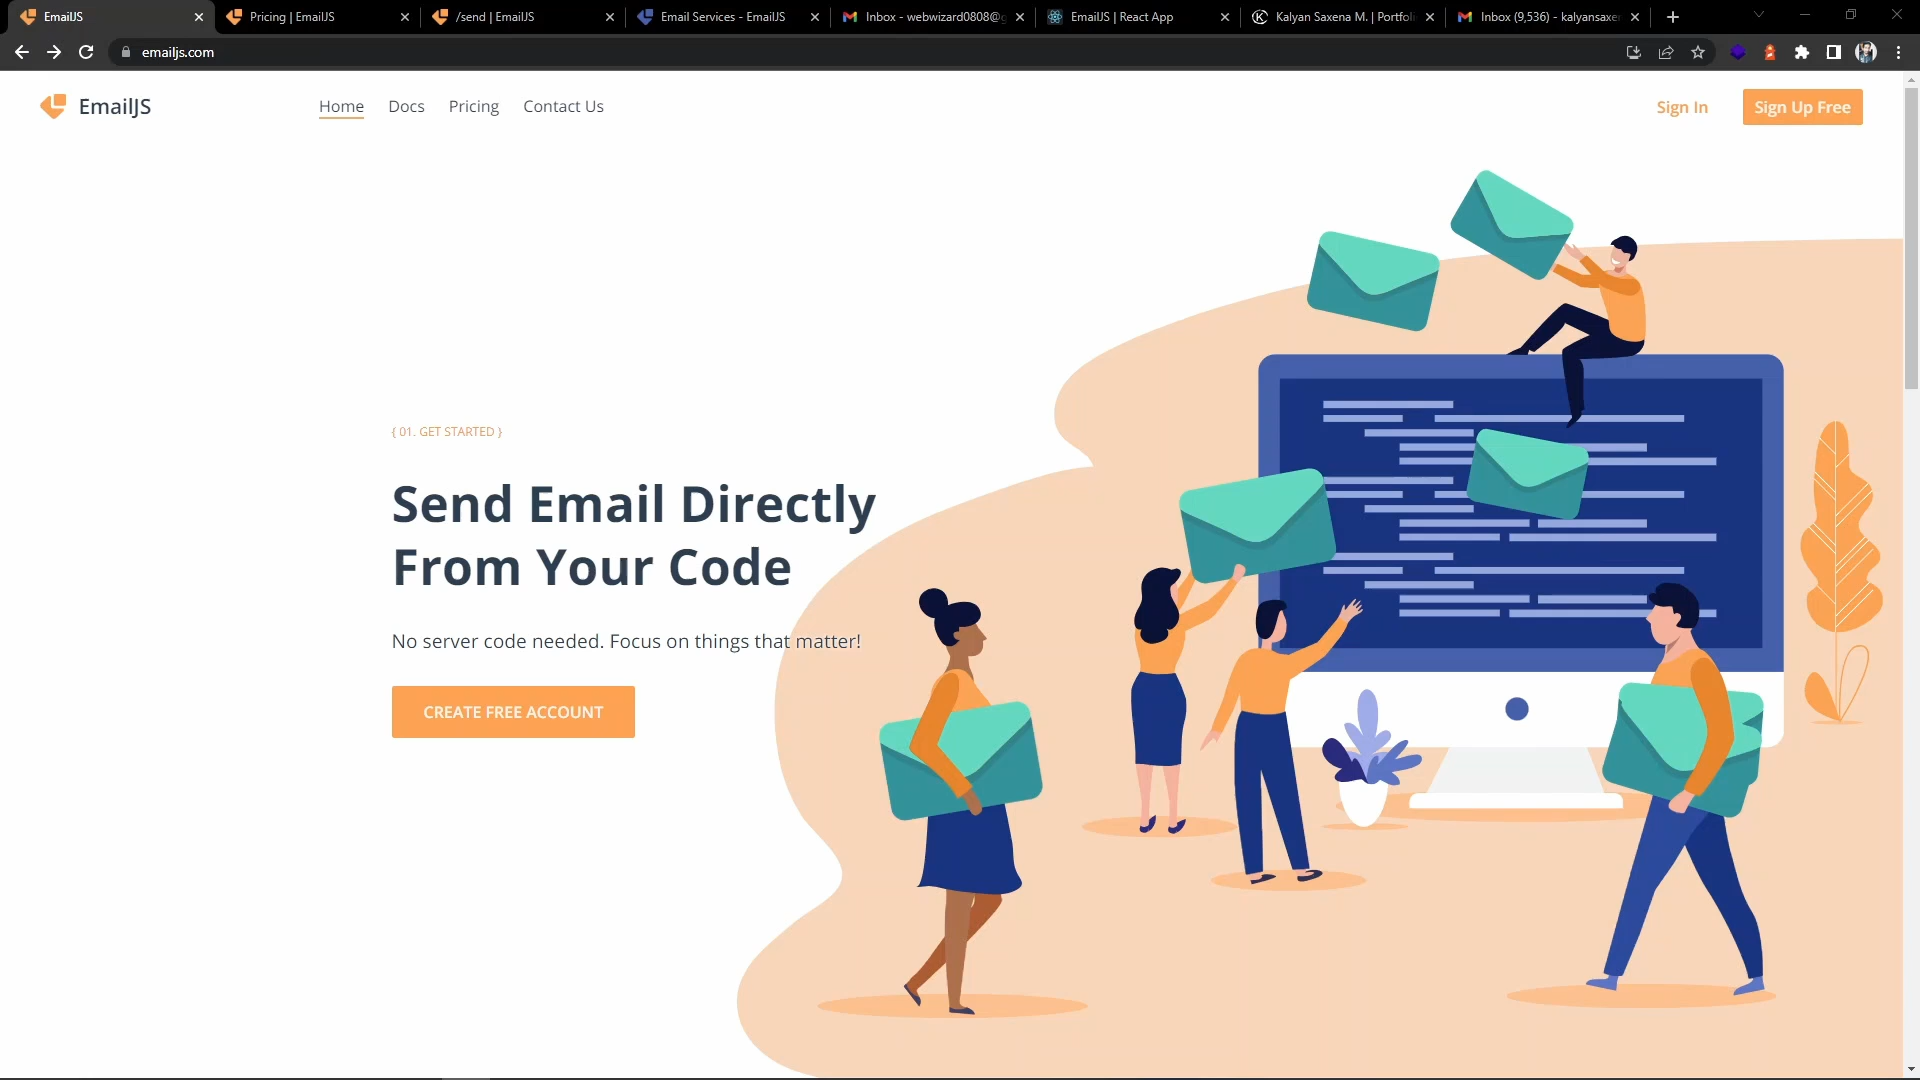 EmailJS
Pricing | EmailJS
/send | EmailJS
Email Services - EmailJS
Inbox - webwizard0808@g
EmailJS | React App
Kalyan Saxena M. | Portfoli
Inbox (9,536) - kalyansaxe
emailjs.com
EmailJS
Home
Docs
Pricing
Contact Us
Sign In
Sign Up Free
{ 01. GET STARTED }
Send Email Directly
From Your Code
No server code needed. Focus on things that matter!
CREATE FREE ACCOUNT